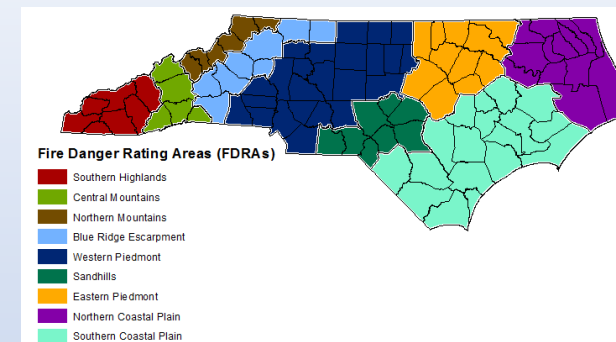 Fire Danger Rating Areas (FDRAs)
Southern Highlands
Central Mountains
Northern Mountains
Blue Ridge Escarpment
Western Piedmont
Sandhills
Eastern Piedmont
Northern Coastal Plain
Southern Coastal Plain